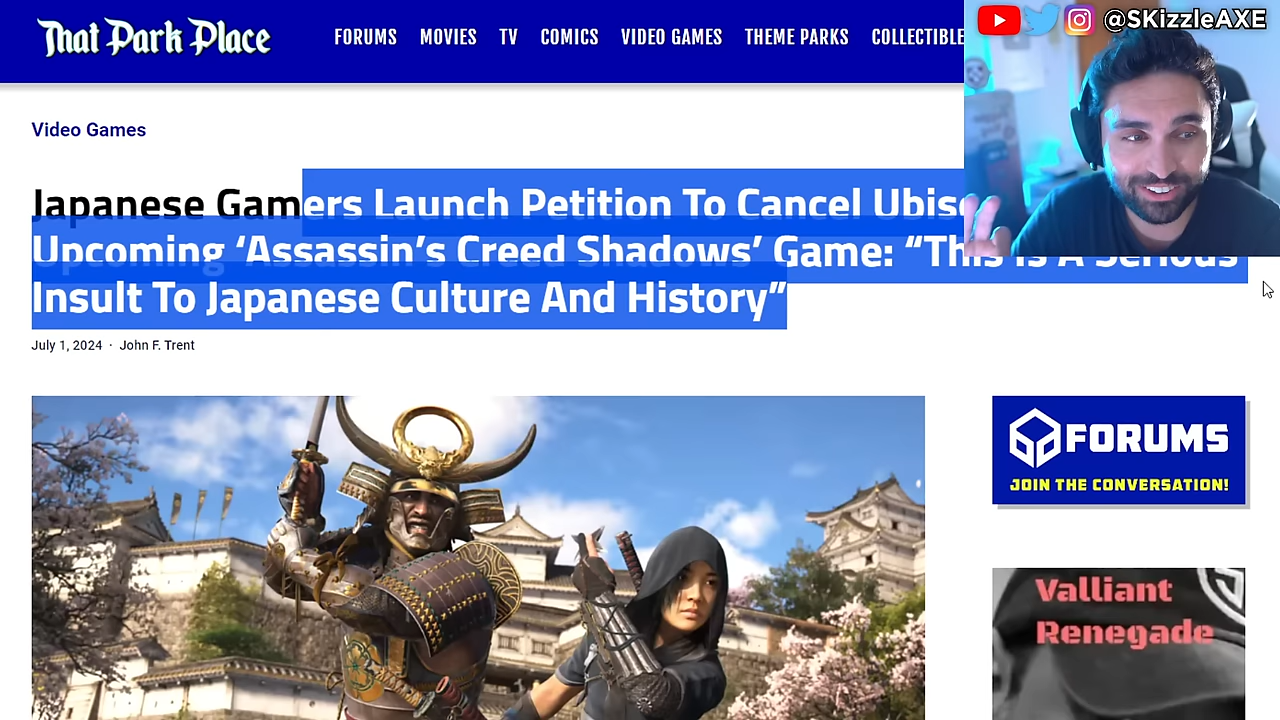 That Park Place
FORUMS MOVIES TV COMICS VIDEO GAMES THEME PARKS COLLECTIBLE
@SKizzleAXE
Video Games
Japanese Gamers Launch Petition To Cancel
Upcoming ‘Assassin’s Creed Shadows’ Game: “This Is A Serious
Insult To Japanese Culture And History”
July 1, 2024 · John F. Trent
FORUMS
JOIN THE CONVERSATION!
Valliant
Renegade